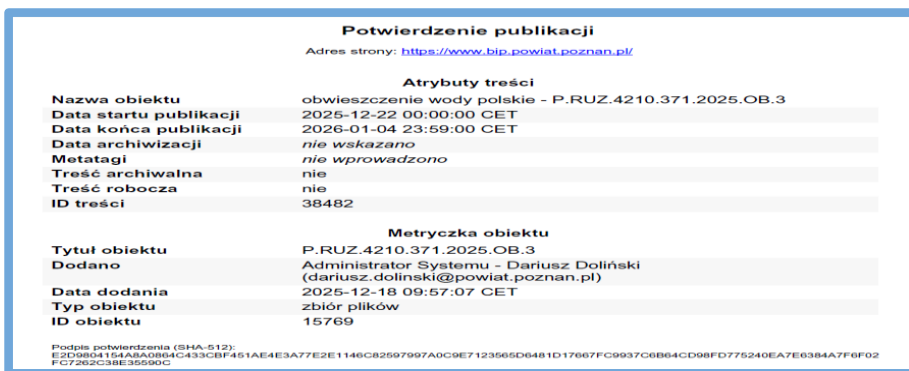 Potwierdzenie publikacji
Adres strony: https://www.bip.powiat.poznan.pl/
Atrybuty treści
Nazwa obiektu obwieszczenie wody polskie - P.RUZ.4210.371.2025.OB.3
Data startu publikacji 2025-12-22 00:00:00 CET
Data końca publikacji 2026-01-04 23:59:00 CET
Data archiwizacji nie wskazano
Metatagi nie wprowadzono
Treść archiwalna nie
Treść robocza nie
ID treści 38482
Metryczka obiektu
Tytuł obiektu P.RUZ.4210.371.2025.OB.3
Dodano Administrator Systemu - Dariusz Doliński
(dariusz.dolinski@powiat.poznan.pl)
Data dodania 2025-12-18 09:57:07 CET
Typ obiektu zbiór plików
ID obiektu 15769
Podpis potwierdzenia (SHA-512):
E2D9804154A8A0864C433CBF451AE4E3A77E2E1146C82597997A0C9E7123565D6481D17667FC9937C6B64CD98FD775240EA7E6384A7F6F02
FC7262C38E35590C